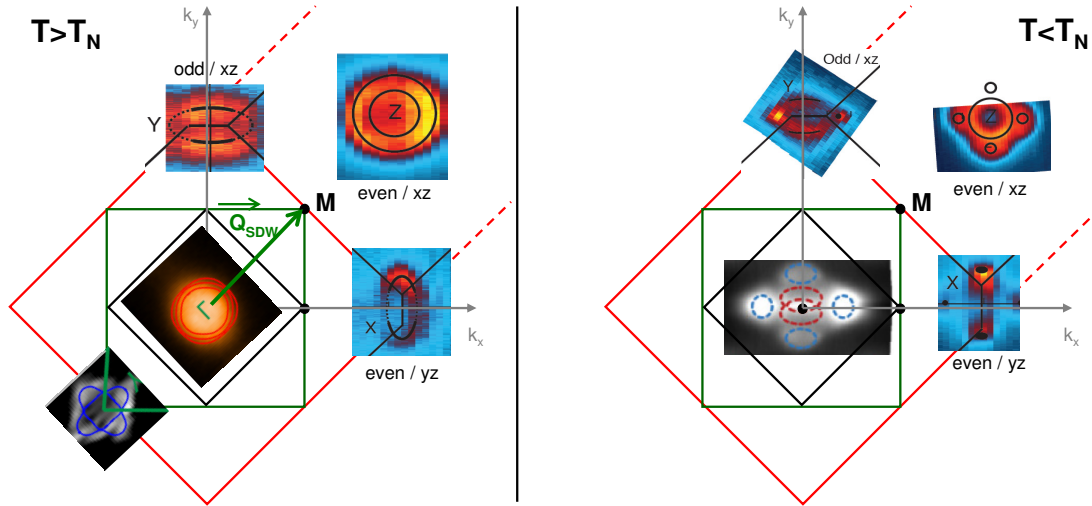 T>T_N
k_y
odd / xz
Y
Z
even / xz
M
Q_SDW
Γ
X
k_x
even / yz
Y
T<T_N
k_y
Odd / xz
Y
Z
even / xz
M
X
k_x
even / yz